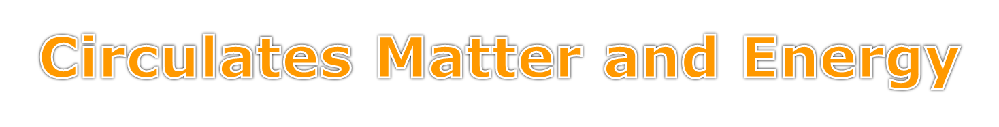 Circulates Matter and Energy